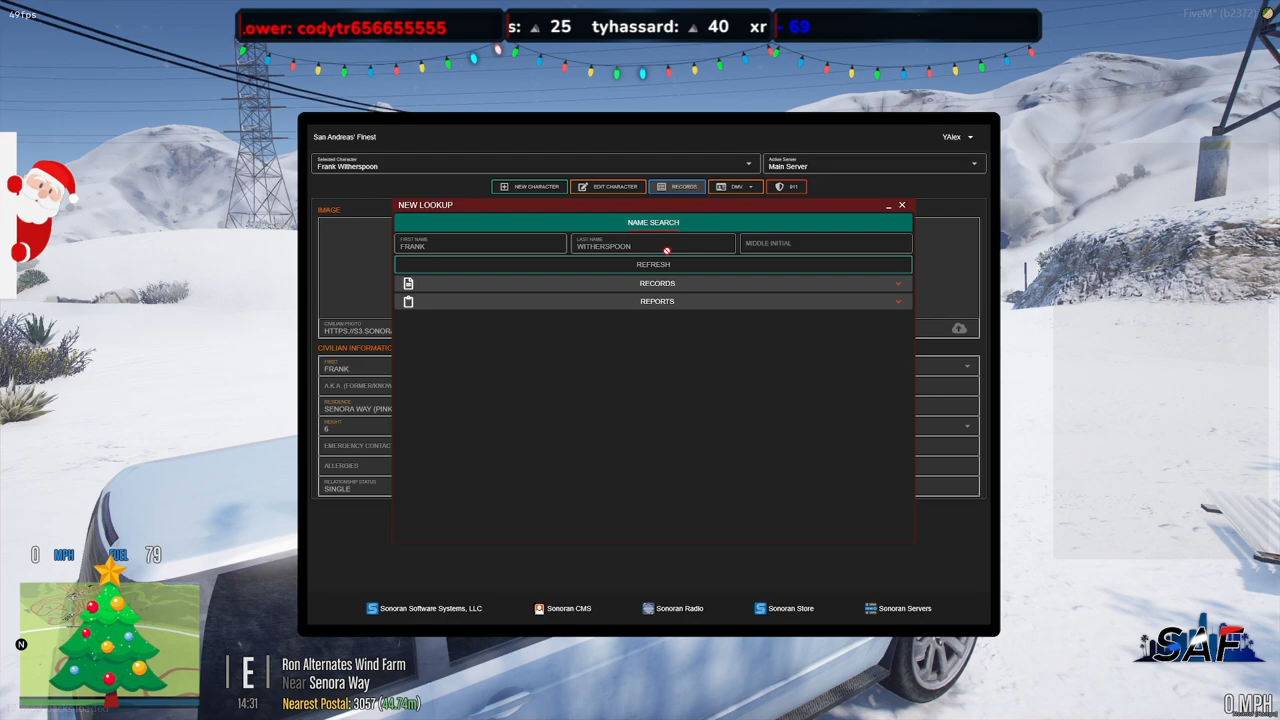 49fps
FiveM* (b2372)
.ower: codytr656655555
s: 25 tyhassard: 40 xr
- 69
San Andreas' Finest
YAlex
Selected Character
Frank Witherspoon
Active Server
Main Server
NEW CHARACTER
EDIT CHARACTER
RECORDS
DMV
911
IMAGE
NEW LOOKUP
NAME SEARCH
FIRST NAME
FRANK
LAST NAME
WITHERSPOON
MIDDLE INITIAL
REFRESH
RECORDS
REPORTS
CIVILIAN PHOTO
HTTPS://S3.SONORA
CIVILIAN INFORMATIC
FIRST
FRANK
A.K.A. (FORMER/KNOW
RESIDENCE
SENORA WAY (PINK
HEIGHT
6
EMERGENCY CONTAC
ALLERGIES
RELATIONSHIP STATUS
SINGLE
Sonoran Software Systems, LLC
Sonoran CMS
Sonoran Radio
Sonoran Store
Sonoran Servers
0 MPH FUEL 79
N
E
Ron Alternates Wind Farm
Near Senora Way
14:31
Nearest Postal: 3057 (44.74m)
SAF
0 MPH